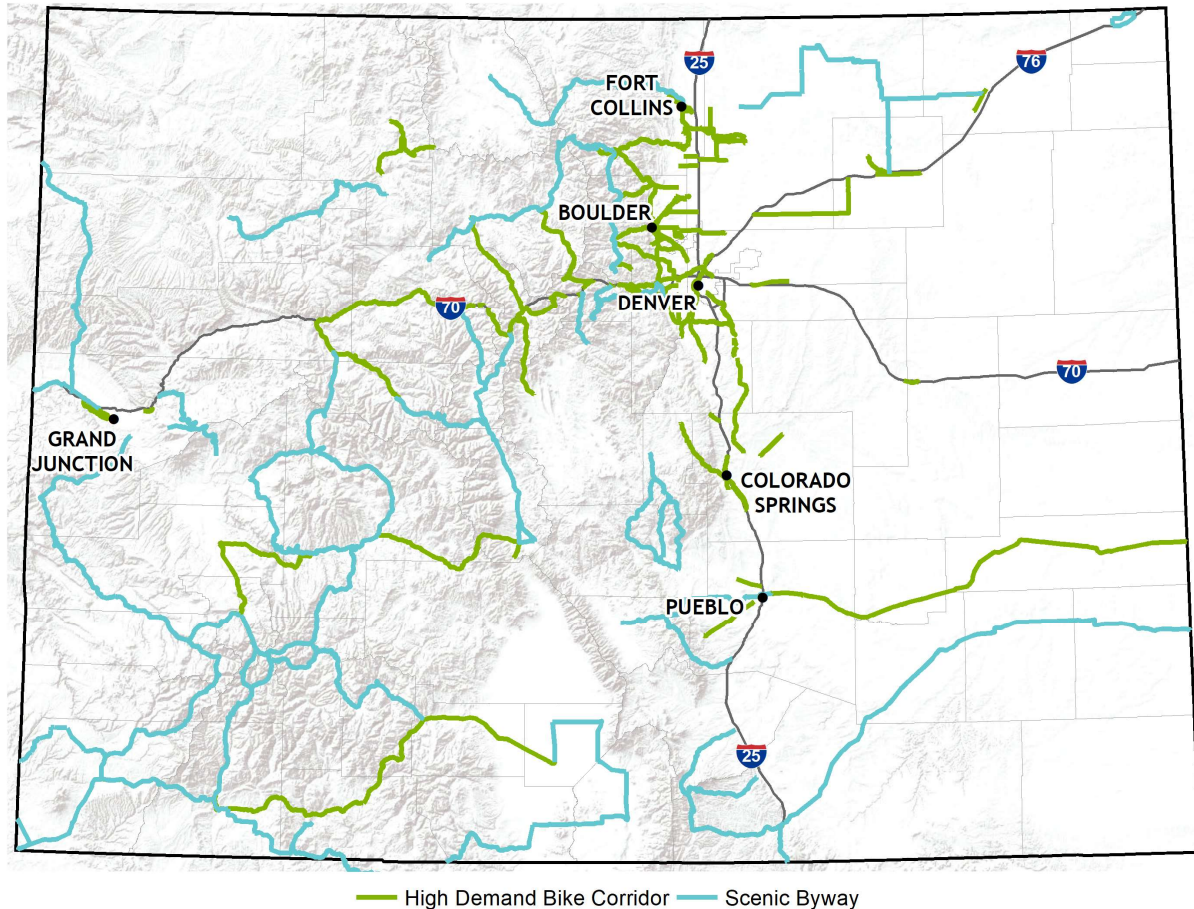 25
76
FORT
COLLINS
BOULDER
DENVER
70
70
GRAND
JUNCTION
COLORADO
SPRINGS
PUEBLO
25
High Demand Bike Corridor
Scenic Byway